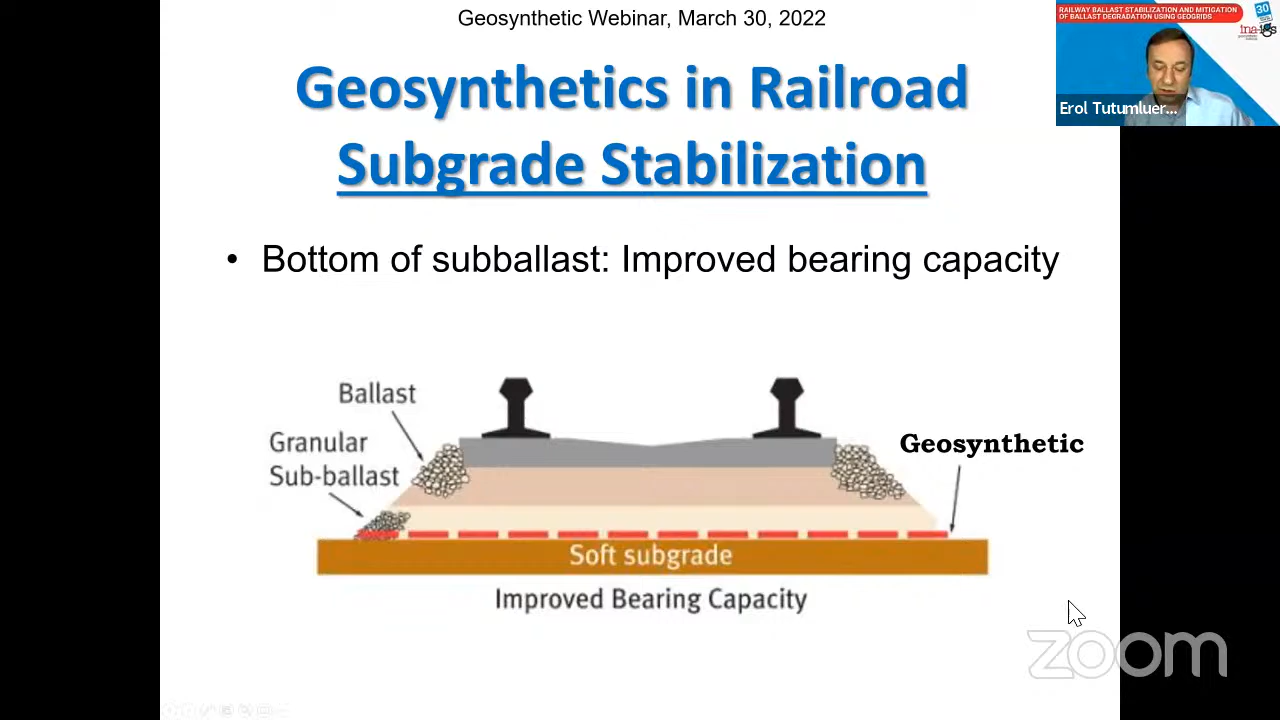 Geosynthetic Webinar, March 30, 2022
RAILWAY BALLAST STABILIZATION AND MITIGATION
OF BALLAST DEGRADATION USING GEOGRIDS
30
Erol Tutumluer...
Geosynthetics in Railroad
Subgrade Stabilization
• Bottom of subballast: Improved bearing capacity
Ballast
Granular
Sub-ballast
Geosynthetic
Soft subgrade
Improved Bearing Capacity
zoom